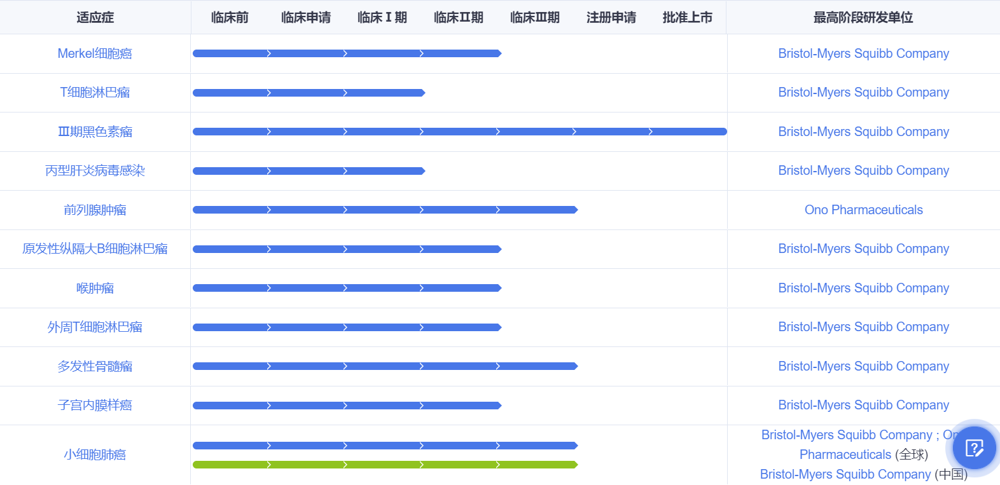 适应症 临床前 临床申请 临床Ⅰ期 临床Ⅱ期 临床Ⅲ期 注册申请 批准上市 最高阶段研发单位
Merkel细胞癌 Bristol-Myers Squibb Company
T细胞淋巴瘤 Bristol-Myers Squibb Company
Ⅲ期黑色素瘤 Bristol-Myers Squibb Company
丙型肝炎病毒感染 Bristol-Myers Squibb Company
前列腺肿瘤 Ono Pharmaceuticals
原发性纵隔大B细胞淋巴瘤 Bristol-Myers Squibb Company
喉肿瘤 Bristol-Myers Squibb Company
外周T细胞淋巴瘤 Bristol-Myers Squibb Company
多发性骨髓瘤 Bristol-Myers Squibb Company
子宫内膜样癌 Bristol-Myers Squibb Company
小细胞肺癌
Bristol-Myers Squibb Company ;
Pharmaceuticals (全球)
Bristol-Myers Squibb Company (中国)